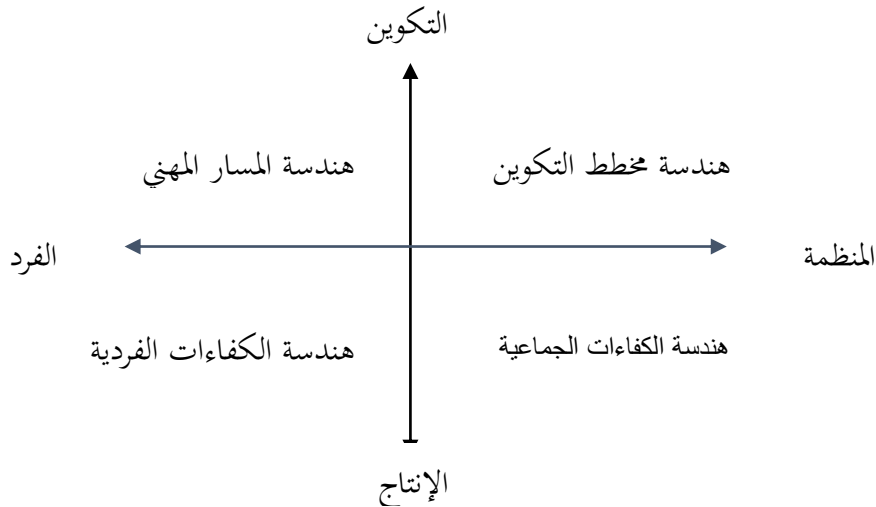 التكوين
هندسة مخطط التكوين
هندسة المسار المهني
المنظمة
الفرد
هندسة الكفاءات الجماعية
هندسة الكفاءات الفردية
الإنتاج